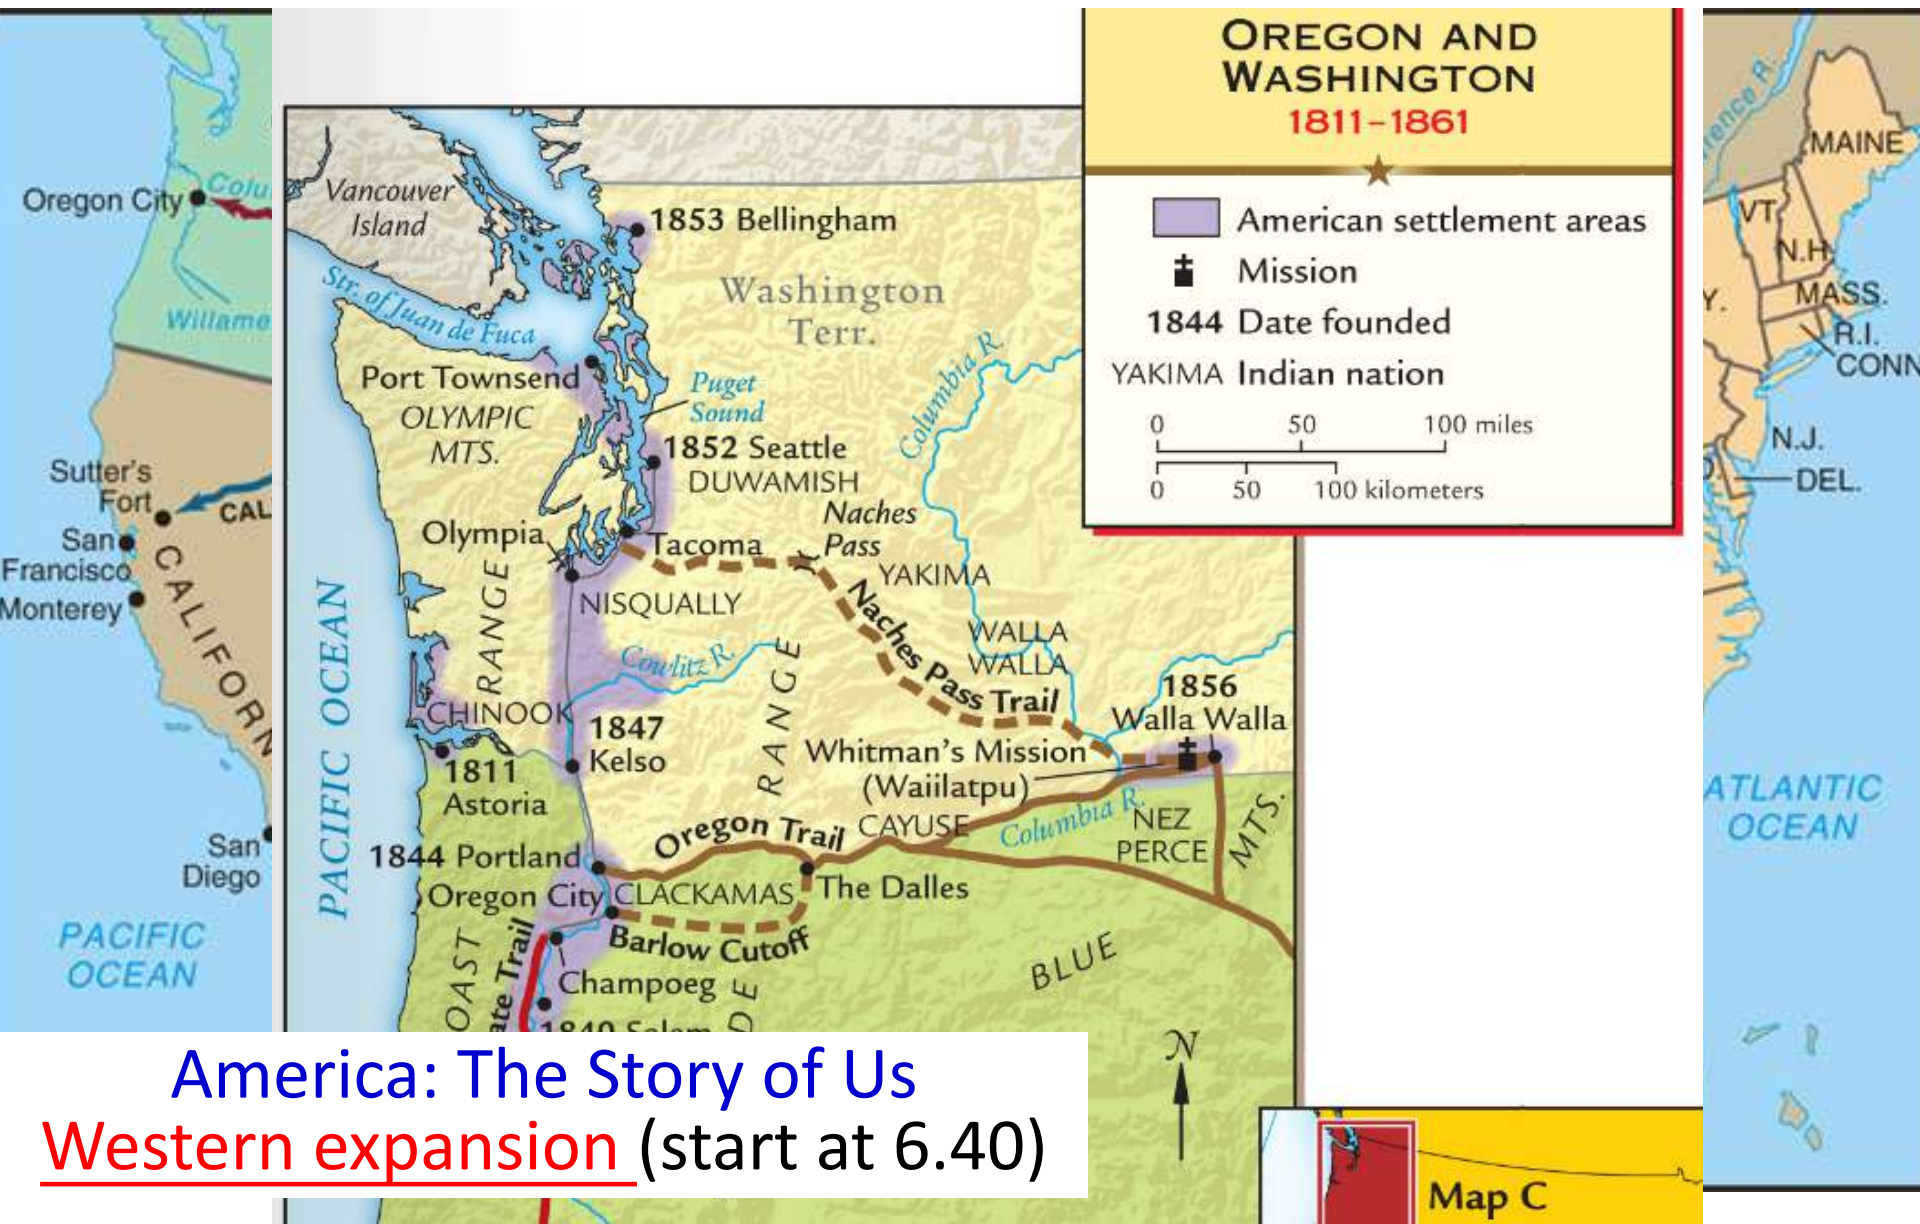 OREGON AND
WASHINGTON
1811–1861
American settlement areas
Mission
1844 Date founded
YAKIMA Indian nation
0 50 100 miles
0 50 100 kilometers
Vancouver
Island
1853 Bellingham
Washington
Terr.
Str. of Juan de Fuca
Port Townsend
OLYMPIC
MTS.
Puget
Sound
Columbia R.
1852 Seattle
DUWAMISH
Naches
Pass
Olympia
Tacoma
YAKIMA
NISQUALLY
RANGE
Naches Pass Trail
WALLA
WALLA
Cowlitz R.
RANGE
CHINOOK
1847
Kelso
1856
Walla Walla
Whitman's Mission
(Waiilatpu)
1811
Astoria
Columbia R.
NEZ
PERCE
MTS.
Oregon Trail
CAYUSE
1844 Portland
Oregon City
CLACKAMAS
The Dalles
Barlow Cutoff
Champoeg
BLUE
1840 Salem
PACIFIC OCEAN
N
Map C
Oregon City
Sutter's
Fort
San
Francisco
Monterey
San
Diego
PACIFIC
OCEAN
MAINE
VT.
N.H.
MASS.
R.I.
CONN
N.J.
DEL.
ATLANTIC
OCEAN
America: The Story of Us
Western expansion (start at 6.40)